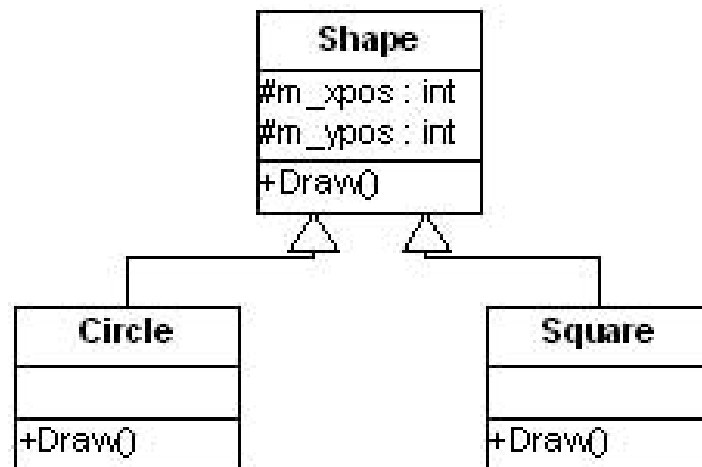 Shape
#m_xpos : int
#m_ypos : int
+Draw()
Circle
+Draw()
Square
+Draw()